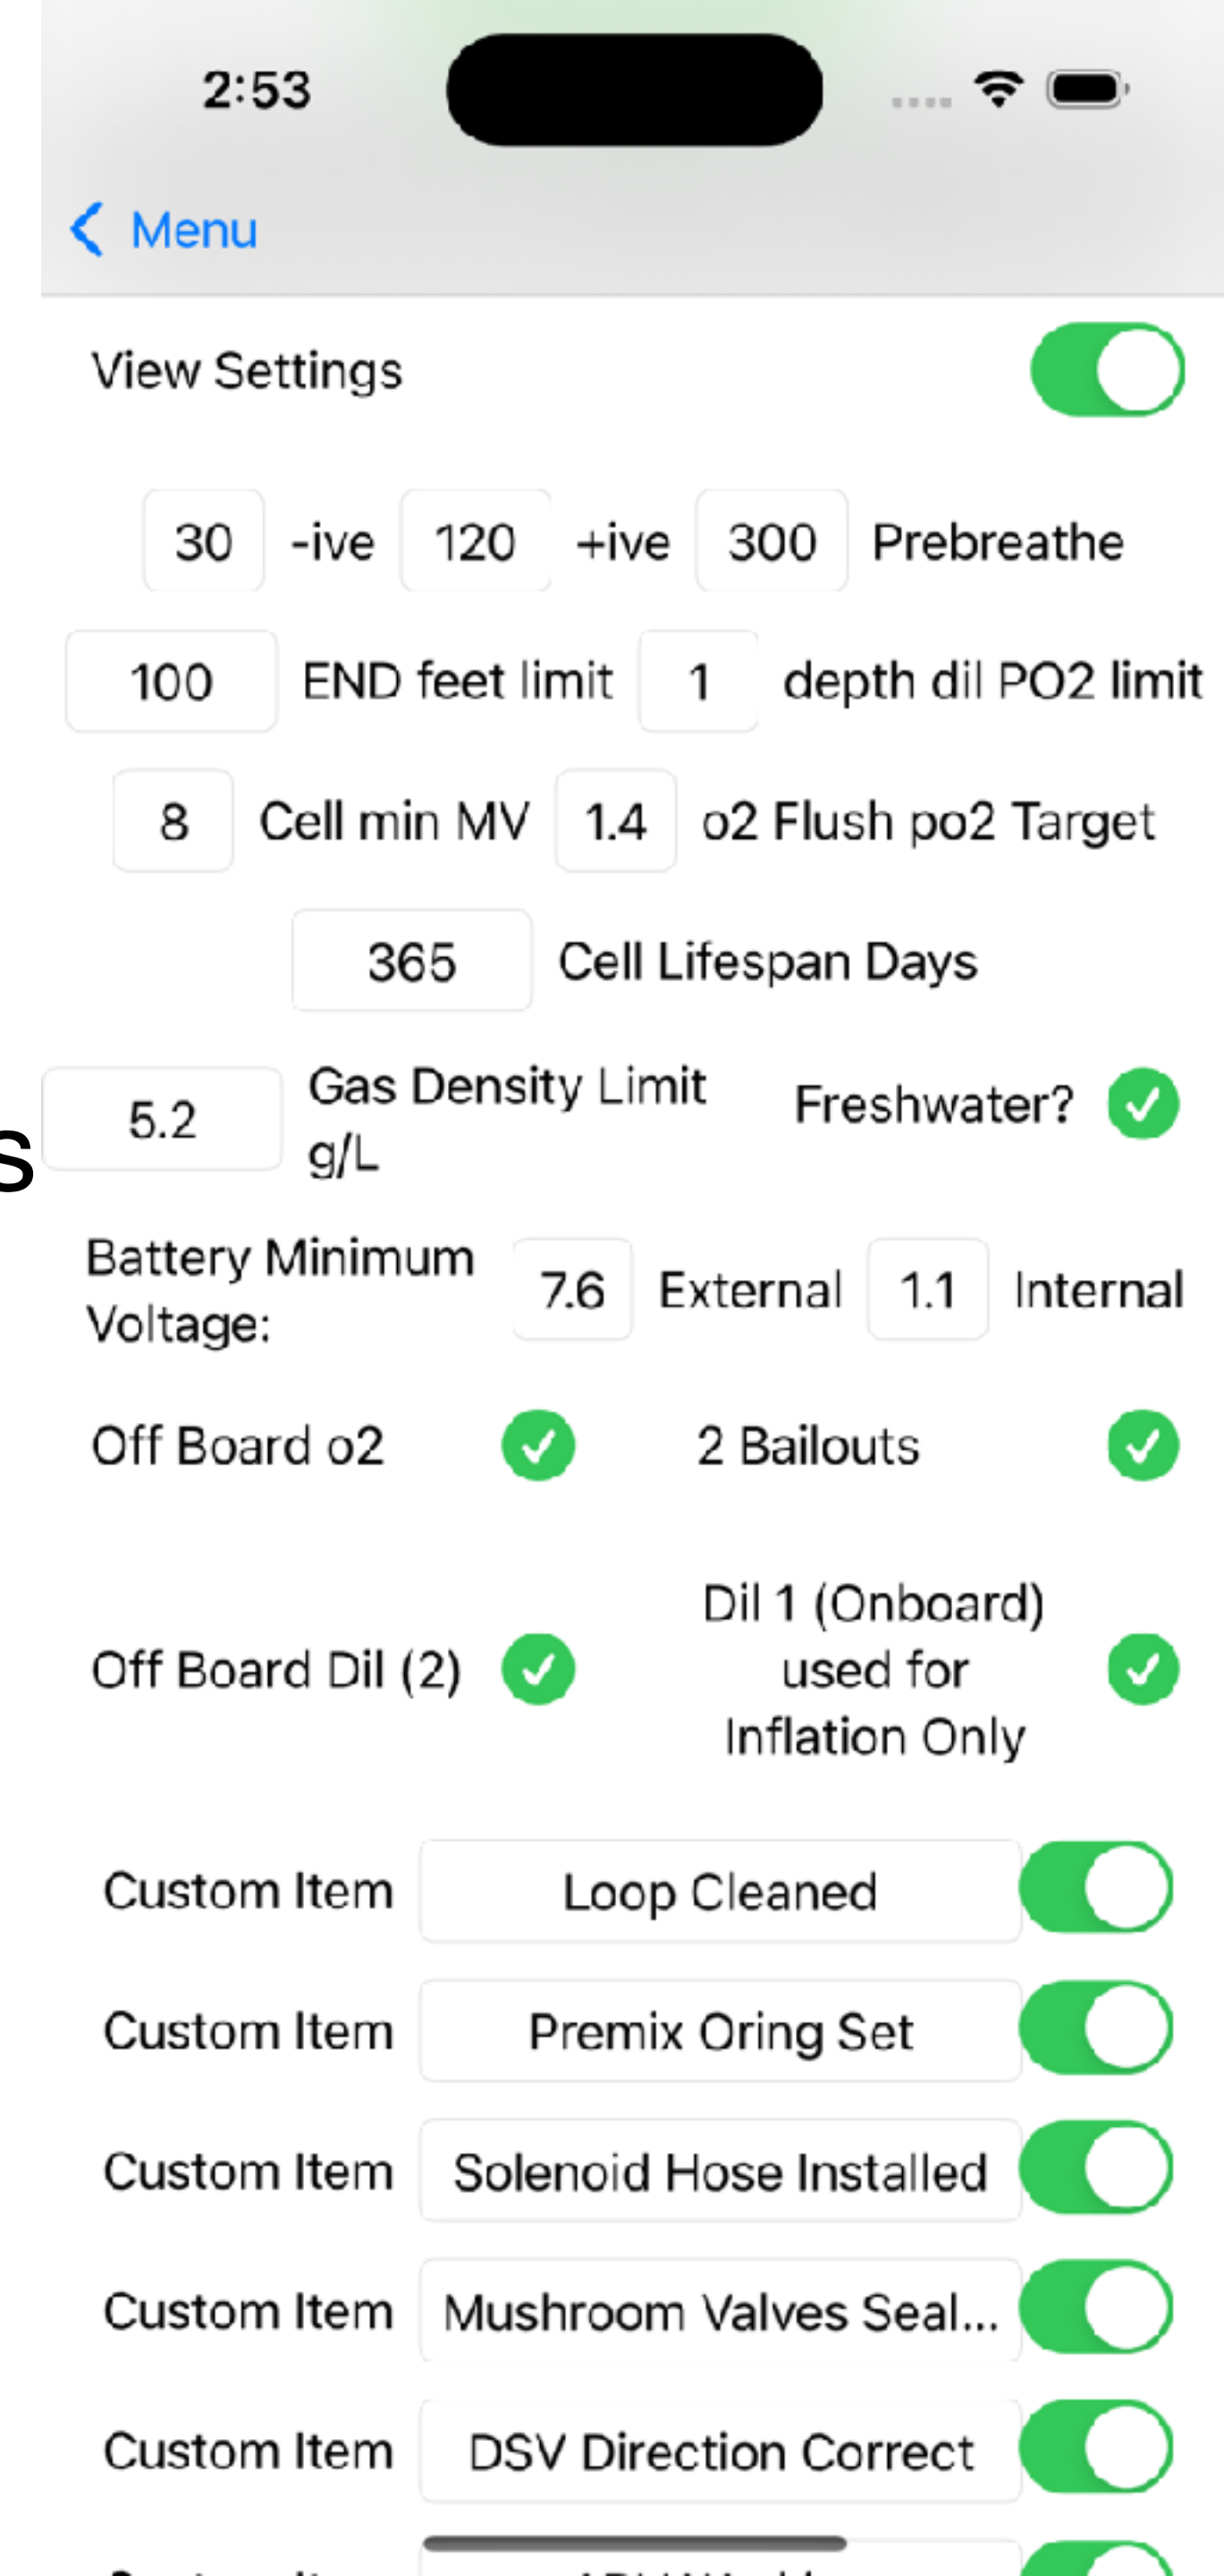 2:53
Menu
View Settings
30 -ive 120 +ive 300 Prebreathe
100 END feet limit 1 depth dil PO2 limit
8 Cell min MV 1.4 o2 Flush po2 Target
365 Cell Lifespan Days
s
5.2 Gas Density Limit g/L Freshwater?
Battery Minimum Voltage: 7.6 External 1.1 Internal
Off Board o2 2 Bailouts
Off Board Dil (2)
Dil 1 (Onboard)
used for
Inflation Only
Custom Item Loop Cleaned
Custom Item Premix Oring Set
Custom Item Solenoid Hose Installed
Custom Item Mushroom Valves Seal...
Custom Item DSV Direction Correct